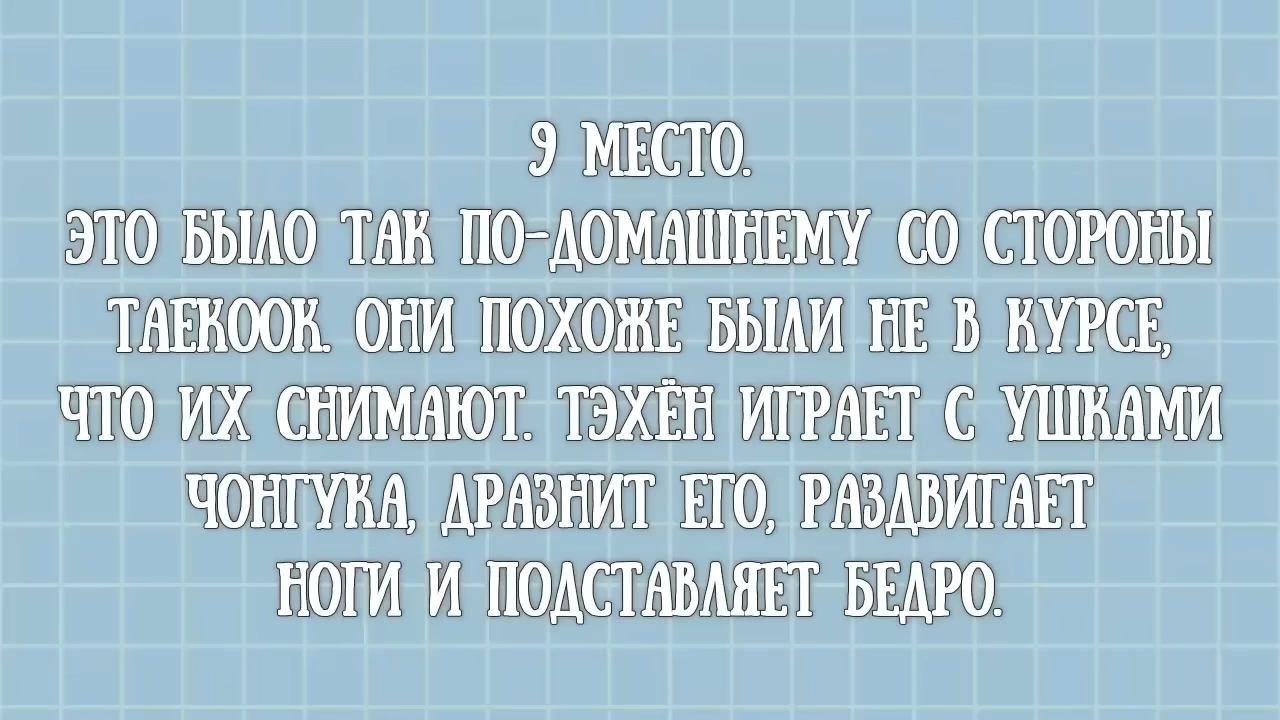 9 МЕСТО.
ЭТО БЫЛО ТАК ПО-ДОМАШНЕМУ СО СТОРОНЫ
ТАЕКООК. ОНИ ПОХОЖЕ БЫЛИ НЕ В КУРСЕ,
ЧТО ИХ СНИМАЮТ. ТЭХЁН ИГРАЕТ С УШКАМИ
ЧОНГУКА, ДРАЗНИТ ЕГО, РАЗДВИГАЕТ
НОГИ И ПОДСТАВЛЯЕТ БЕДРО.